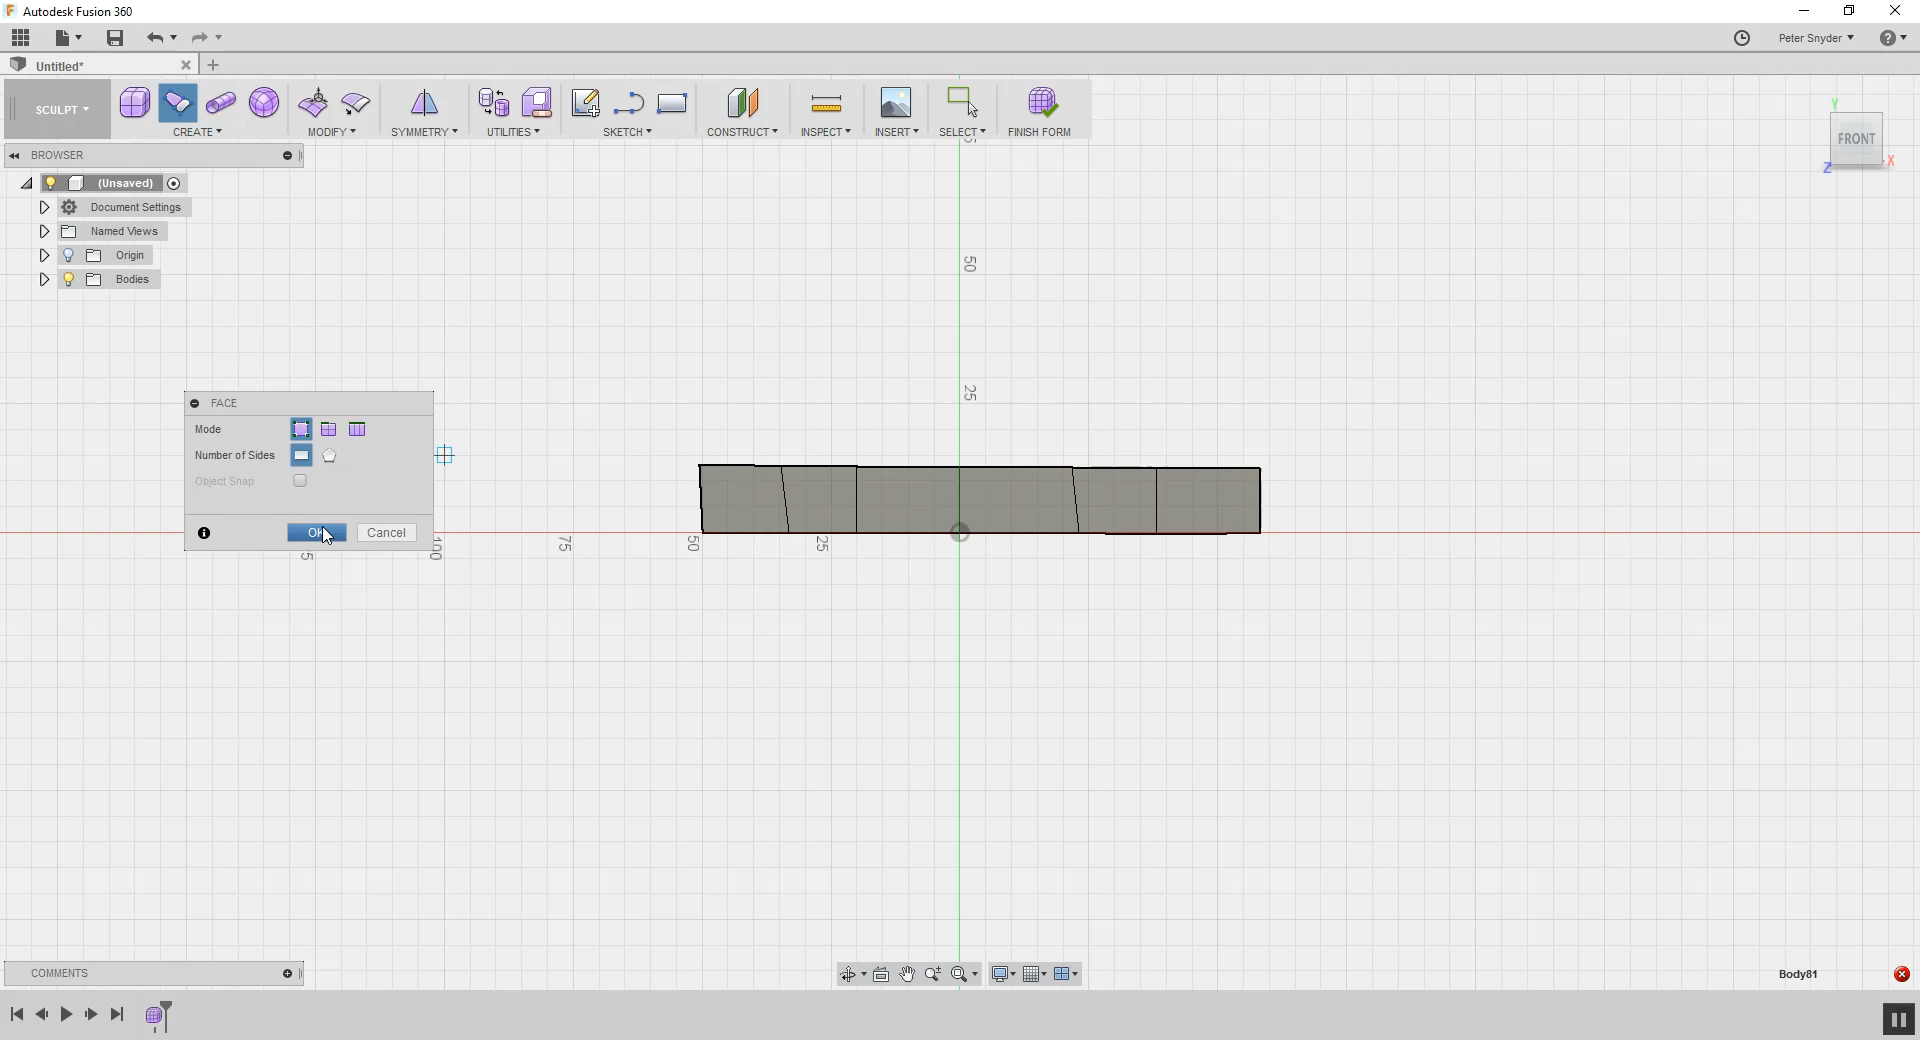 Autodesk Fusion 360
Peter Snyder
Untitled*
SCULPT
CREATE
MODIFY
SYMMETRY
UTILITIES
SKETCH
CONSTRUCT
INSPECT
INSERT
SELECT
FINISH FORM
Y
FRONT
X
Z
BROWSER
(Unsaved)
Document Settings
Named Views
Origin
Bodies
50
25
FACE
Mode
Number of Sides
Object Snap
OK
Cancel
100
75
50
25
COMMENTS
Body81